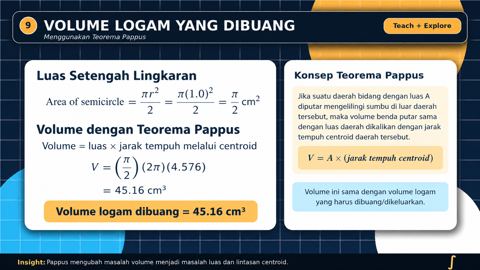 9 VOLUME LOGAM YANG DIBUANG
Menggunakan Teorema Pappus
Teach + Explore
Luas Setengah Lingkaran
Area of semicircle = πr²/2 = π(1.0)²/2 = π/2 cm²
Volume dengan Teorema Pappus
Volume = luas × jarak tempuh melalui centroid
V = (π/2) (2π)(4.576)
= 45.16 cm³
Volume logam dibuang = 45.16 cm³
Konsep Teorema Pappus
Jika suatu daerah bidang dengan luas A
diputar mengelilingi sumbu di luar daerah
tersebut, maka volume benda putar sama
dengan luas daerah dikalikan dengan jarak
tempuh centroid daerah tersebut.
V = A × (jarak tempuh centroid)
Volume ini sama dengan volume logam
yang harus dibuang/dikeluarkan.
Insight: Pappus mengubah masalah volume menjadi masalah luas dan lintasan centroid.
∫